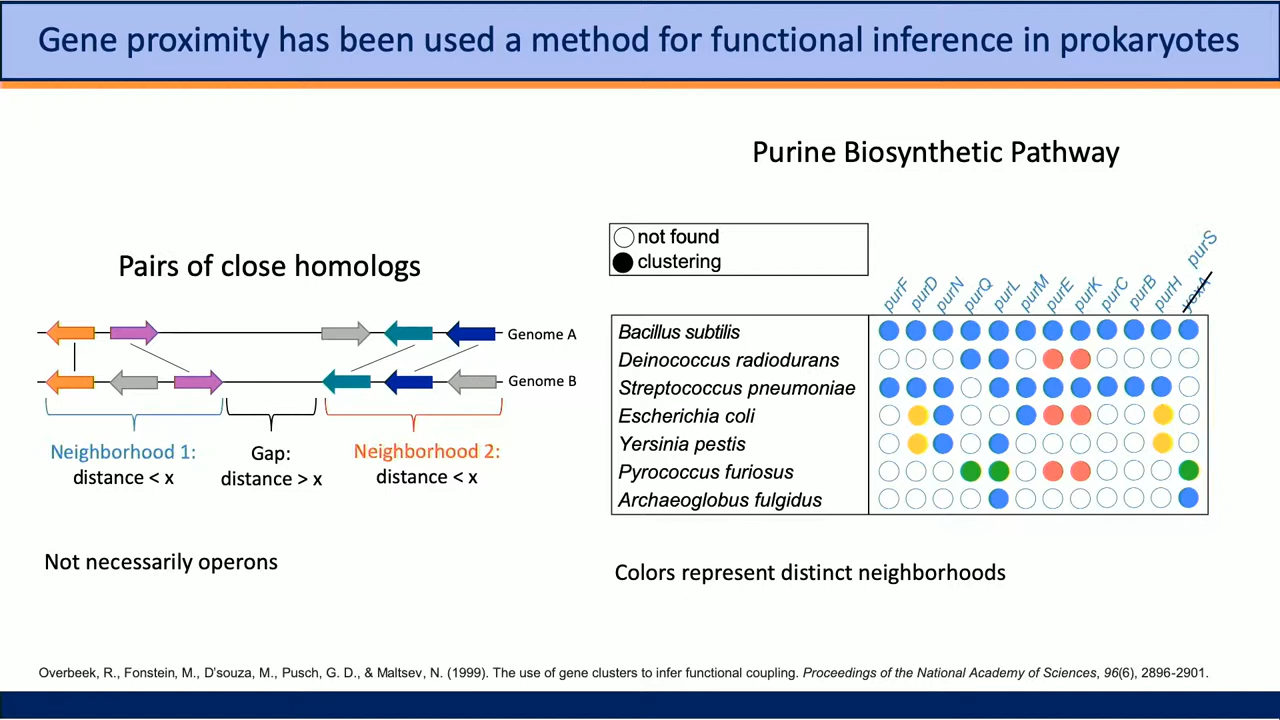 Gene proximity has been used a method for functional inference in prokaryotes
Purine Biosynthetic Pathway
Pairs of close homologs
Genome A
Genome B
Neighborhood 1:
distance < x
Gap:
distance > x
Neighborhood 2:
distance < x
Not necessarily operons
not found
clustering
purS
purF purD purN purQ purL purM purE purK purC purB purH
Bacillus subtilis
Deinococcus radiodurans
Streptococcus pneumoniae
Escherichia coli
Yersinia pestis
Pyrococcus furiosus
Archaeoglobus fulgidus
Colors represent distinct neighborhoods
Overbeek, R., Fonstein, M., D'souza, M., Pusch, G. D., & Maltsev, N. (1999). The use of gene clusters to infer functional coupling. Proceedings of the National Academy of Sciences, 96(6), 2896-2901.